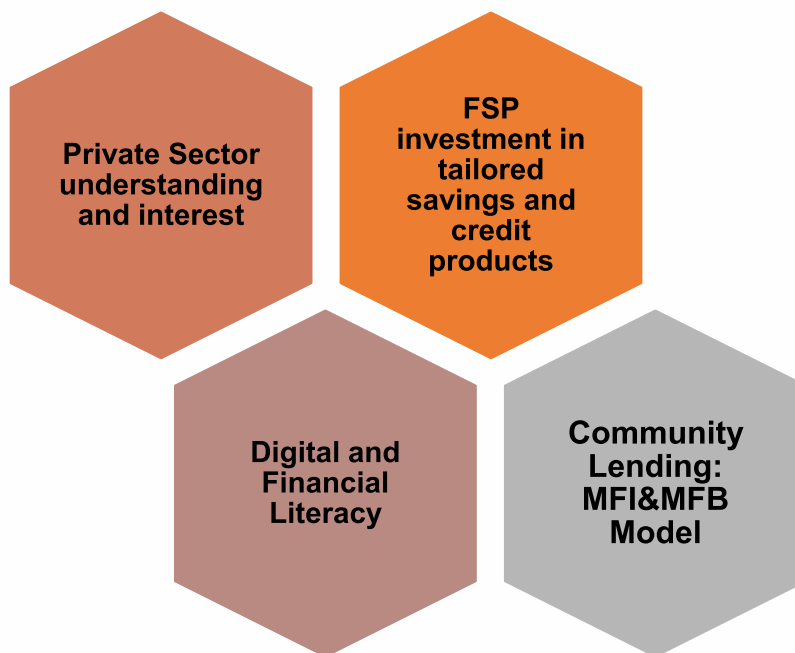 Private Sector
understanding
and interest
FSP
investment in
tailored
savings and
credit
products
Digital and
Financial
Literacy
Community
Lending:
MFI&MFB
Model